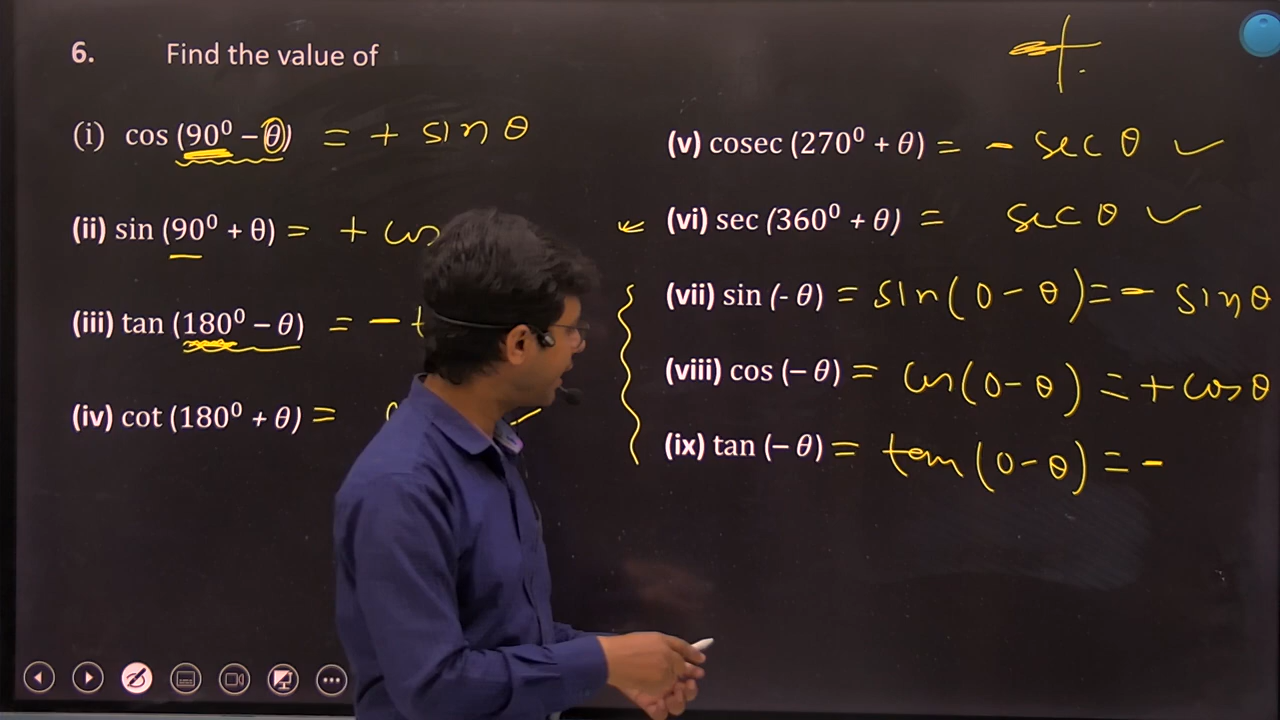 6. Find the value of
(i) cos (90⁰ − θ) = + sin θ
(ii) sin (90⁰ + θ) = + cos
(iii) tan (180⁰ − θ) = −
(iv) cot (180⁰ + θ) =
(v) cosec (270⁰ + θ) = − sec θ ✓
(vi) sec (360⁰ + θ) = sec θ ✓
(vii) sin (- θ) = sin(0 − θ) = − sin θ
(viii) cos (− θ) = cos(0 − θ) = + cos θ
(ix) tan (− θ) = tan(0 − θ) = −